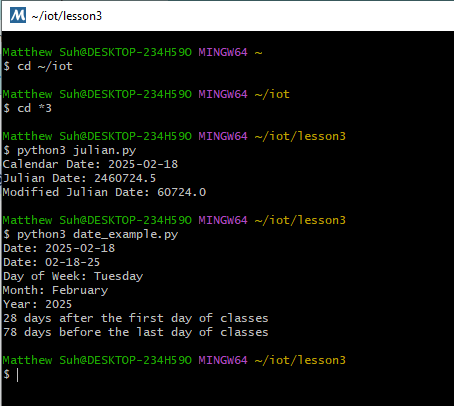 M ~/iot/lesson3
Matthew Suh@DESKTOP-234H59O MINGW64 ~
$ cd ~/iot
Matthew Suh@DESKTOP-234H59O MINGW64 ~/iot
$ cd *3
Matthew Suh@DESKTOP-234H59O MINGW64 ~/iot/lesson3
$ python3 julian.py
Calendar Date: 2025-02-18
Julian Date: 2460724.5
Modified Julian Date: 60724.0
Matthew Suh@DESKTOP-234H59O MINGW64 ~/iot/lesson3
$ python3 date_example.py
Date: 2025-02-18
Date: 02-18-25
Day of Week: Tuesday
Month: February
Year: 2025
28 days after the first day of classes
78 days before the last day of classes
Matthew Suh@DESKTOP-234H59O MINGW64 ~/iot/lesson3
$